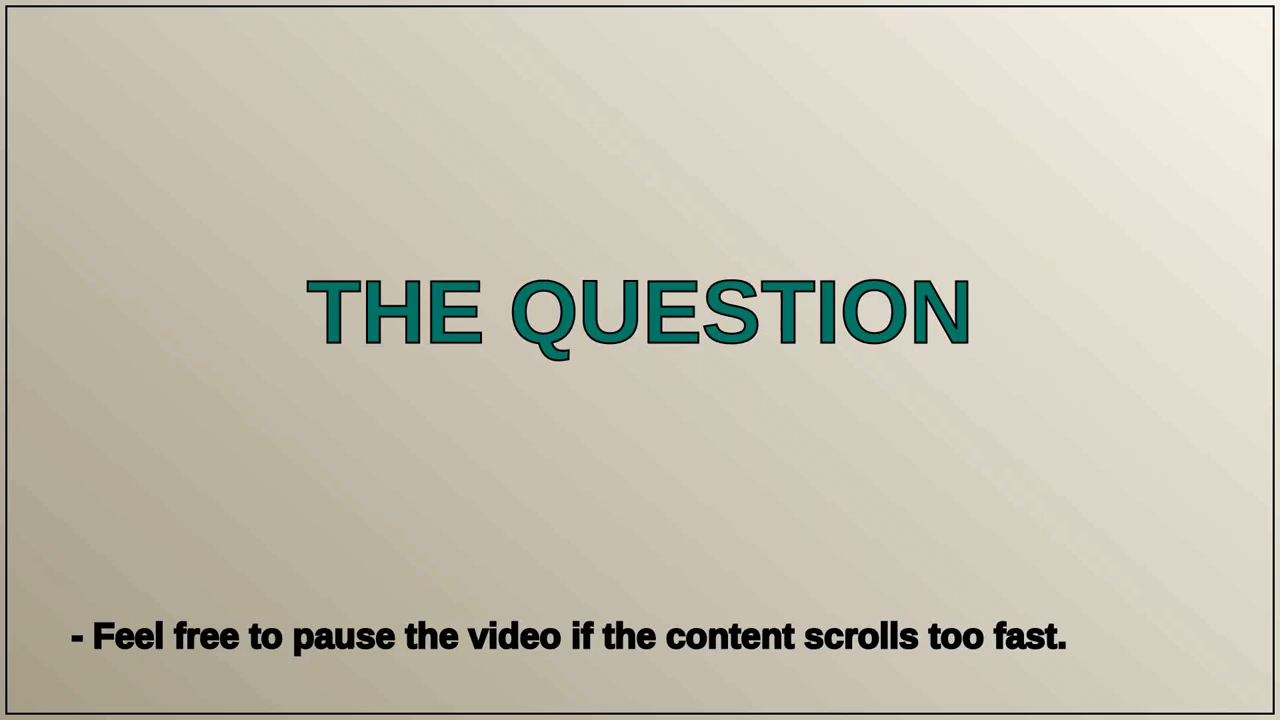 THE QUESTION
- Feel free to pause the video if the content scrolls too fast.